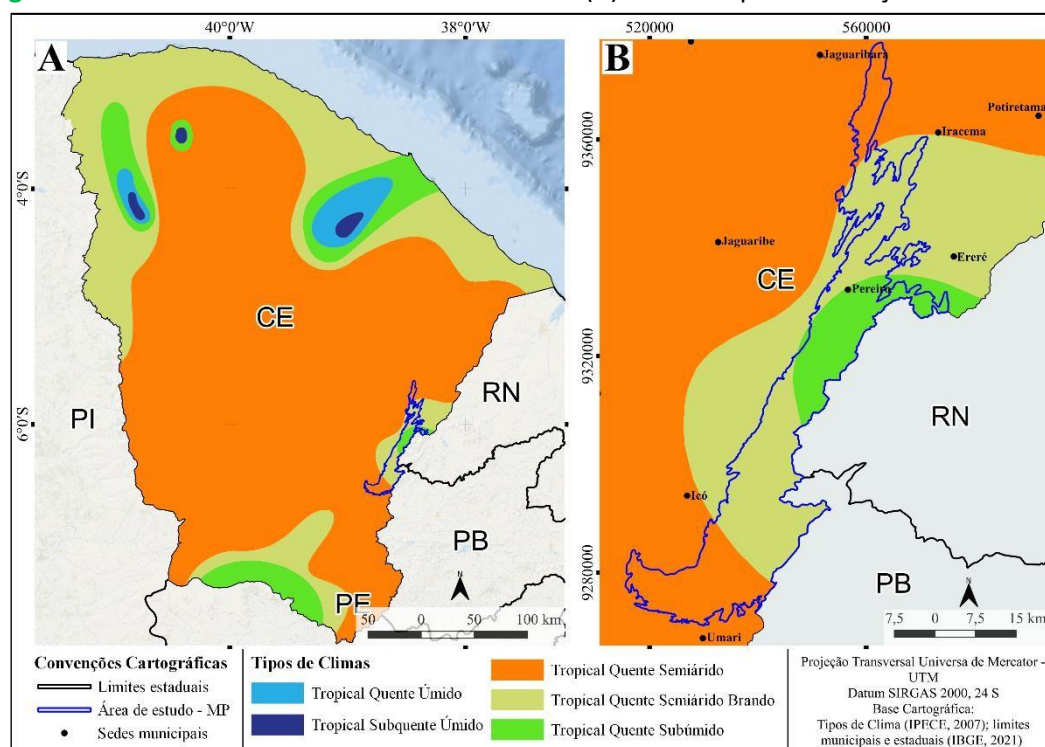 A
40°0'W
38°0'W
4°0'S
6°0'S
CE
PI
RN
PB
PE
N
50 0 50 100 km
B
520000
560000
9360000
9320000
9280000
Jaguaribara
Potiretama
Iracema
Jaguaribe
Ereré
CE
Pereiro
RN
Icó
PB
Umari
N
7,5 0 7,5 15 km
Convenções Cartográficas
Limites estaduais
Área de estudo - MP
Sedes municipais
Tipos de Climas
Tropical Quente Úmido
Tropical Subquente Úmido
Tropical Quente Semiárido
Tropical Quente Semiárido Brando
Tropical Quente Subúmido
Projeção Transversal Universa de Mercator -
UTM
Datum SIRGAS 2000, 24 S
Base Cartográfica:
Tipos de Clima (IPECE, 2007); limites
municipais e estaduais (IBGE, 2021)